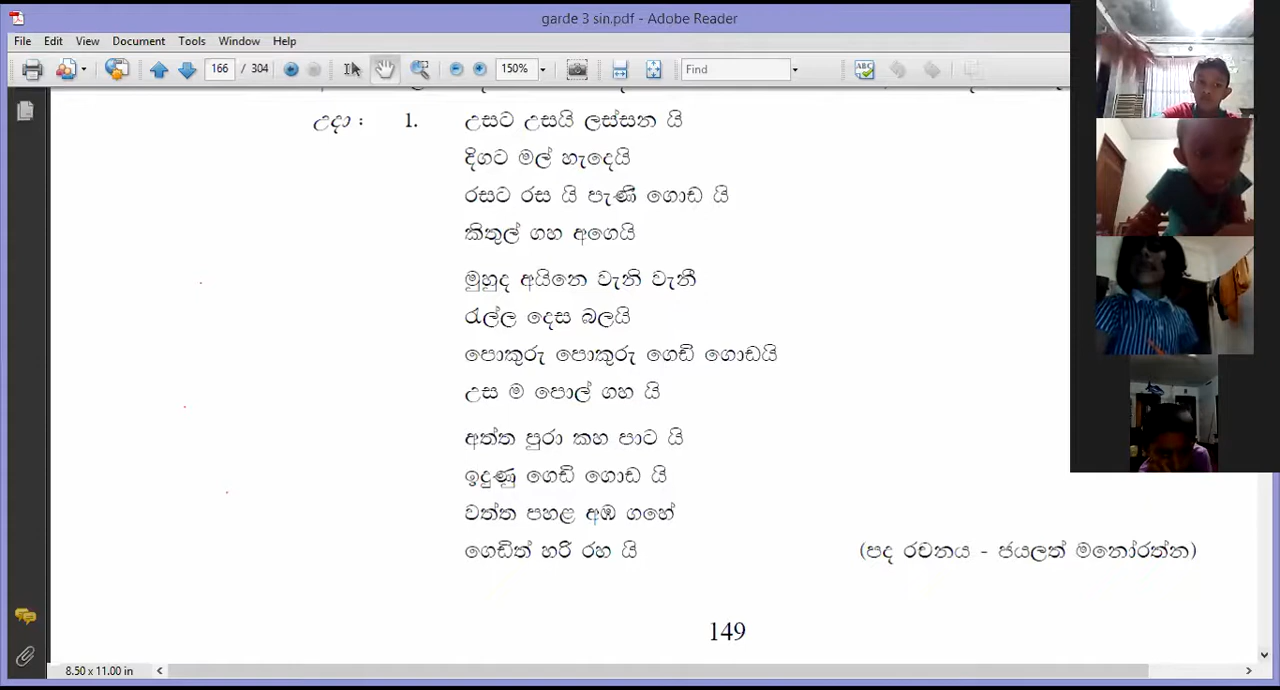 garde 3 sin.pdf - Adobe Reader
File Edit View Document Tools Window Help
166 / 304 150% Find
උදා : 1. උසට උසයි ලස්සන යි
දිගට මල් හැදෙයි
රසට රස යි පැණි ගොඩ යි
කිතුල් ගහ අගෙයි
මුහුද අයිනෙ වැනි වැනී
රැල්ල දෙස බලයි
පොකුරු පොකුරු ගෙඩි ගොඩයි
උස ම පොල් ගහ යි
අත්ත පුරා කහ පාට යි
ඉදුණු ගෙඩි ගොඩ යි
වත්ත පහළ අඹ ගහේ
ගෙඩිත් හරි රහ යි (පද රචනය - ජයලත් මනෝරත්න)
149
8.50 x 11.00 in